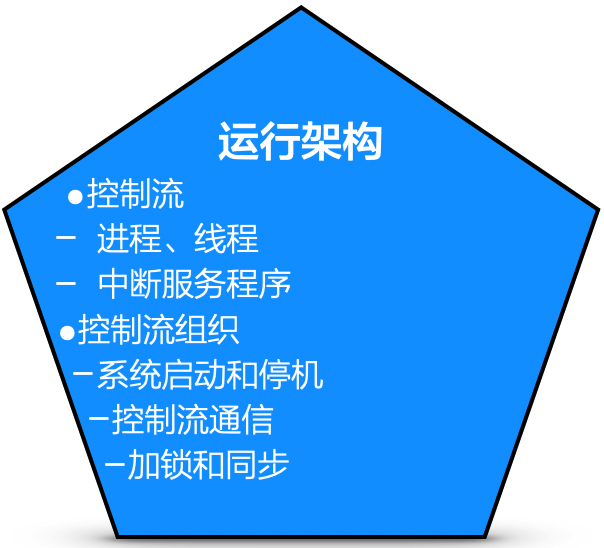 运行架构
●控制流
– 进程、线程
– 中断服务程序
●控制流组织
–系统启动和停机
–控制流通信
–加锁和同步